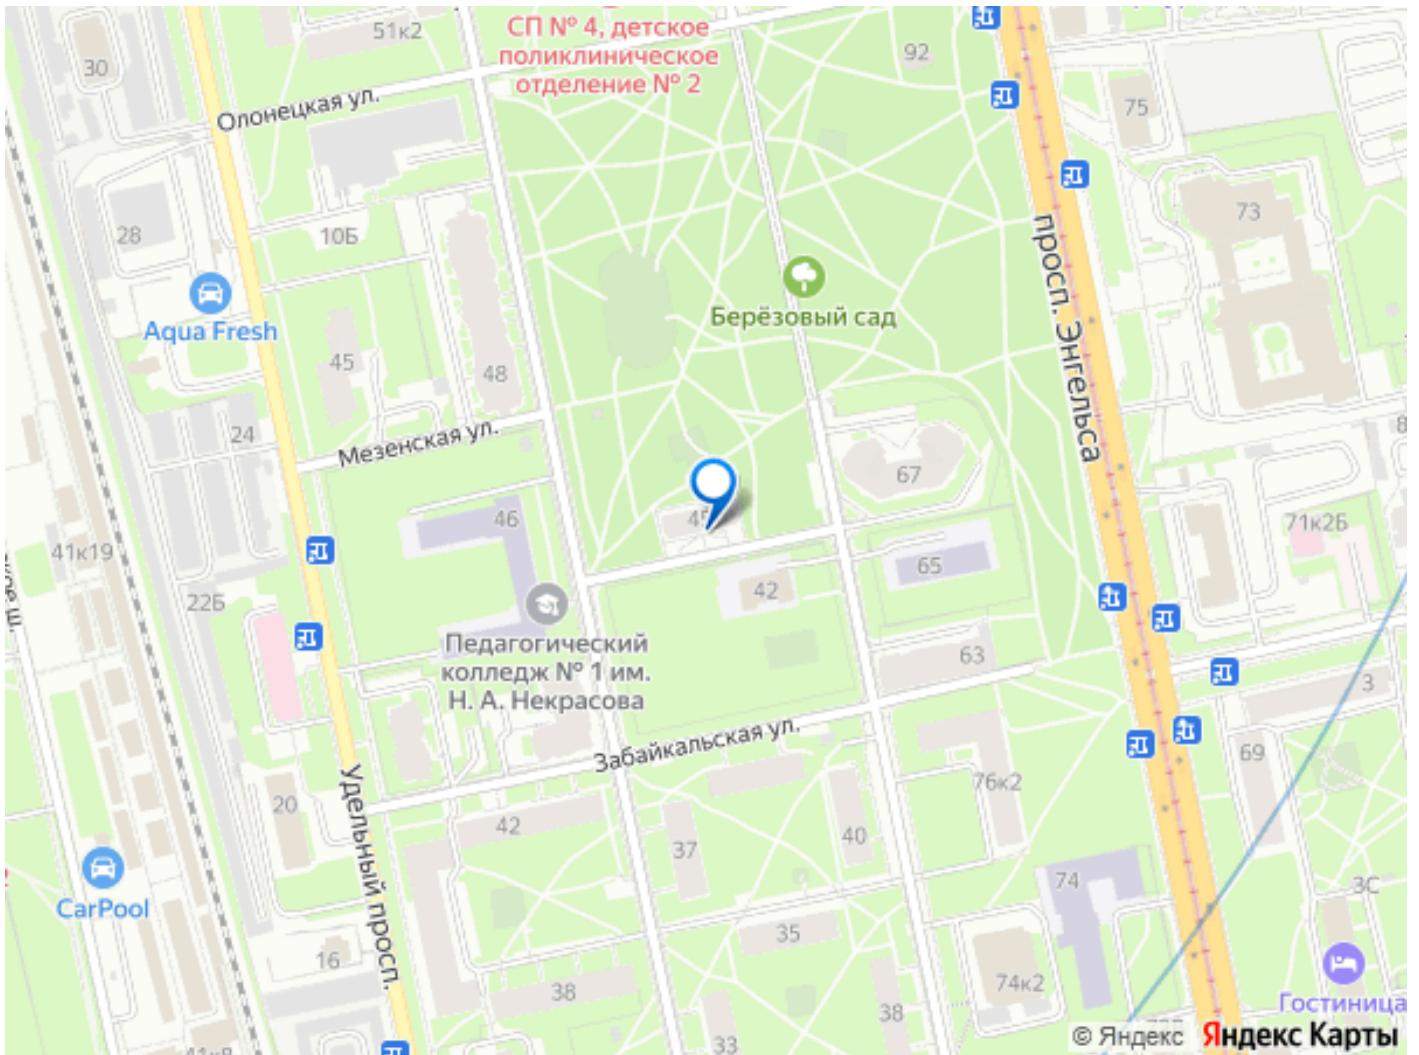 51к2
СП № 4, детское
поликлиническое
отделение № 2
92
30
Олонецкая ул.
75
28
10Б
73
просп. Энгельса
Aqua Fresh
Берёзовый сад
45
48
24
Мезенская ул.
67
46
71к2Б
41к19
65
42
22Б
Педагогический
колледж № 1 им.
Н. А. Некрасова
63
3
Забайкальская ул.
69
76к2
20
Удельный просп.
42
37
40
74
3С
CarPool
35
16
38
74к2
38
Гостиница
33
© Яндекс
Яндекс Карты